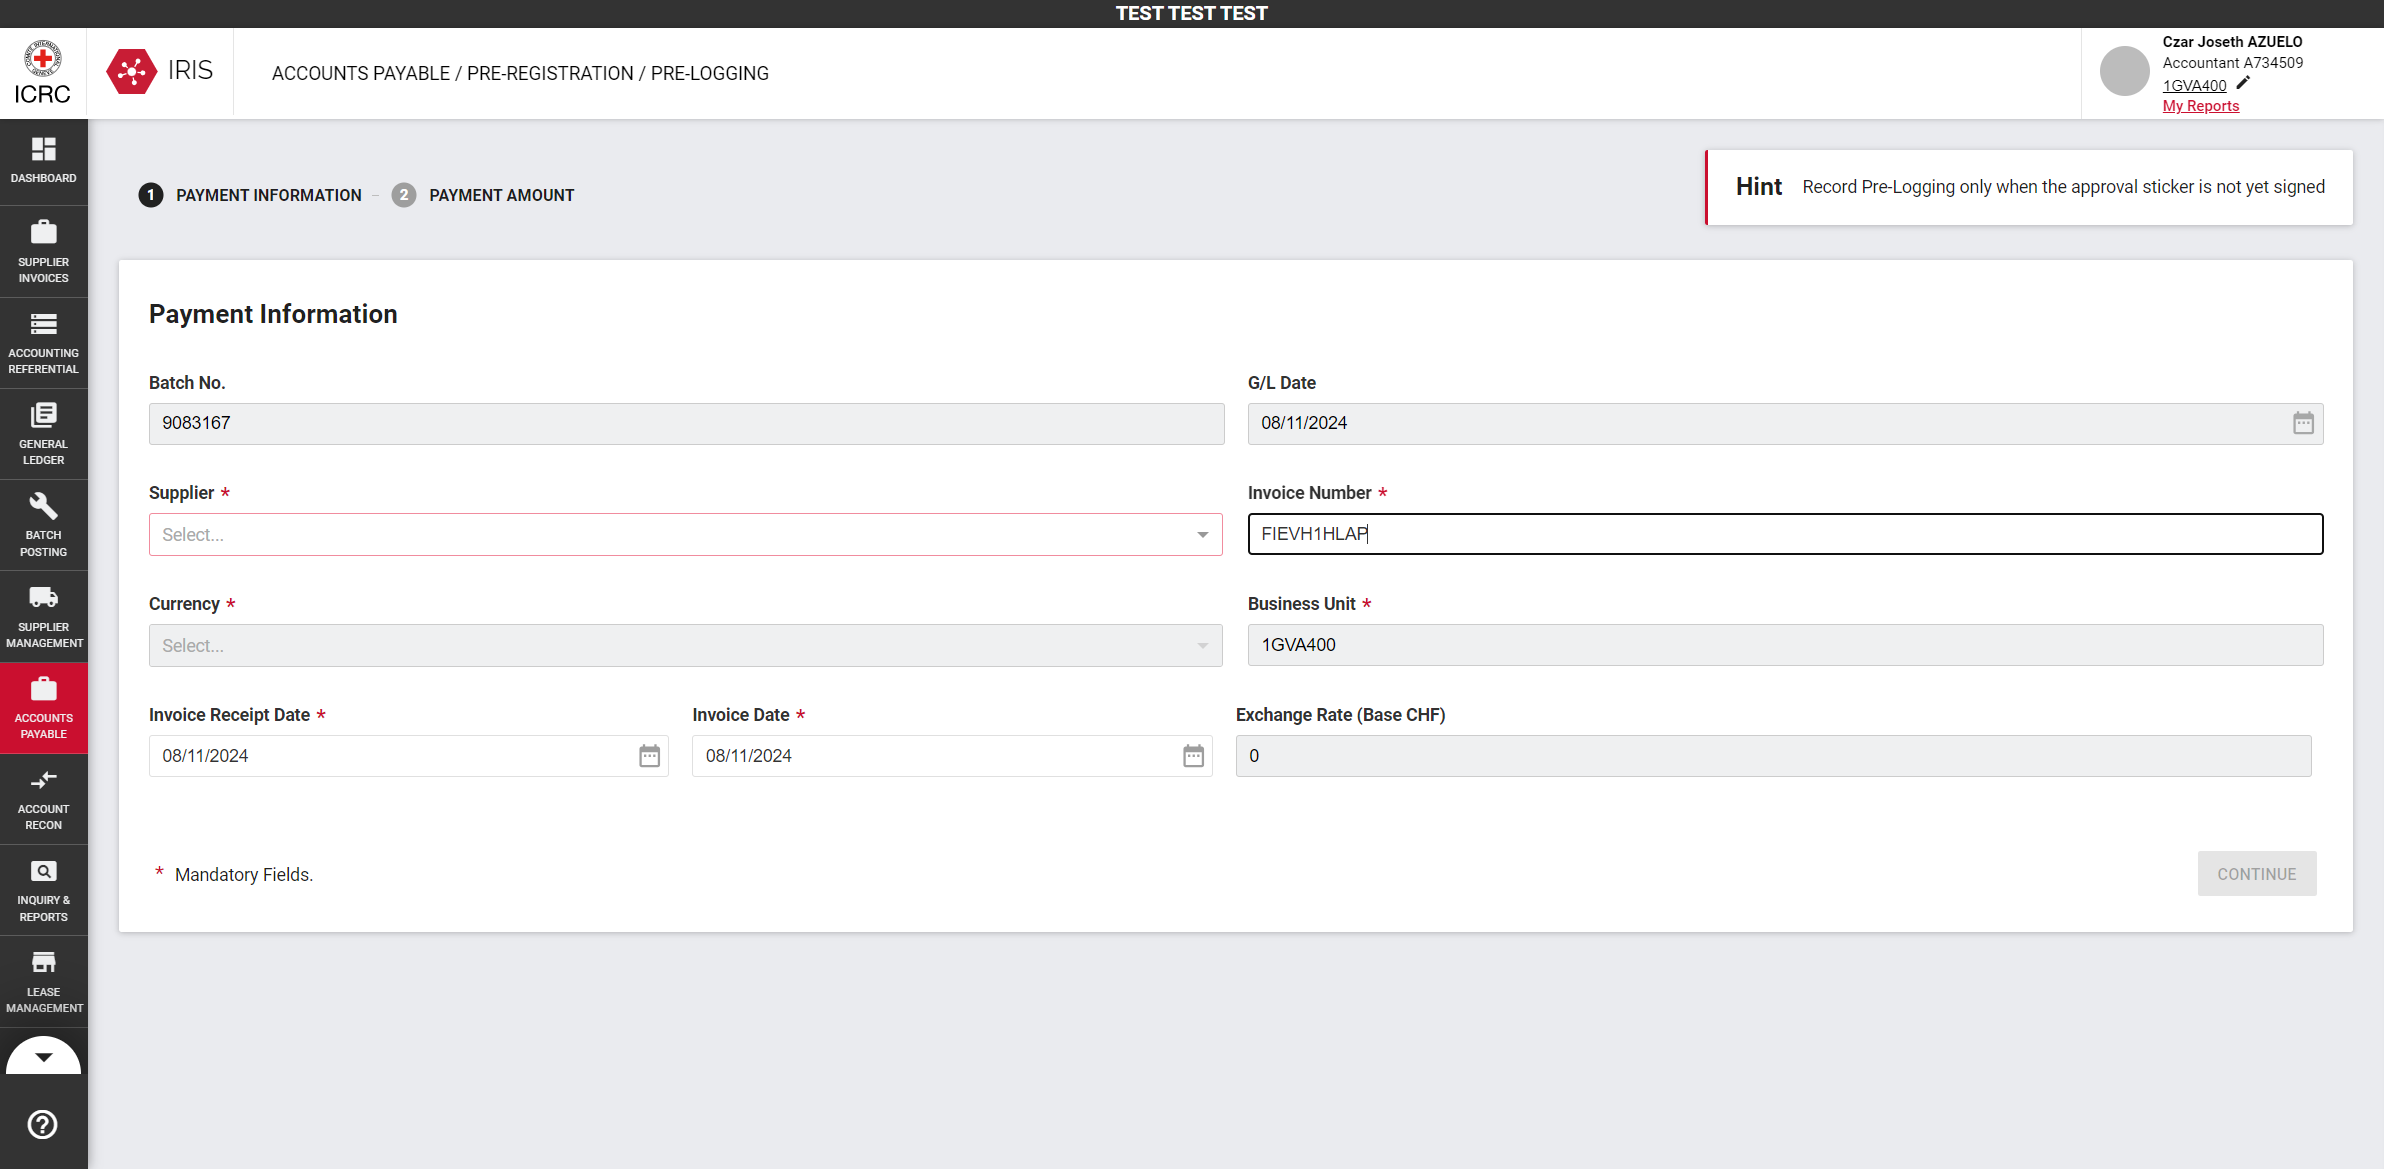 TEST TEST TEST
ICRC
IRIS
ACCOUNTS PAYABLE / PRE-REGISTRATION / PRE-LOGGING
Czar Joseth AZUELO
Accountant A734509
1GVA400
My Reports
DASHBOARD
SUPPLIER
INVOICES
ACCOUNTING
REFERENTIAL
GENERAL
LEDGER
BATCH
POSTING
SUPPLIER
MANAGEMENT
ACCOUNTS
PAYABLE
ACCOUNT
RECON
INQUIRY &
REPORTS
LEASE
MANAGEMENT
1 PAYMENT INFORMATION – 2 PAYMENT AMOUNT
Hint Record Pre-Logging only when the approval sticker is not yet signed
Payment Information
Batch No.
9083167
G/L Date
08/11/2024
Supplier *
Select...
Invoice Number *
FIEVH1HLAP
Currency *
Select...
Business Unit *
1GVA400
Invoice Receipt Date *
08/11/2024
Invoice Date *
08/11/2024
Exchange Rate (Base CHF)
0
* Mandatory Fields.
CONTINUE